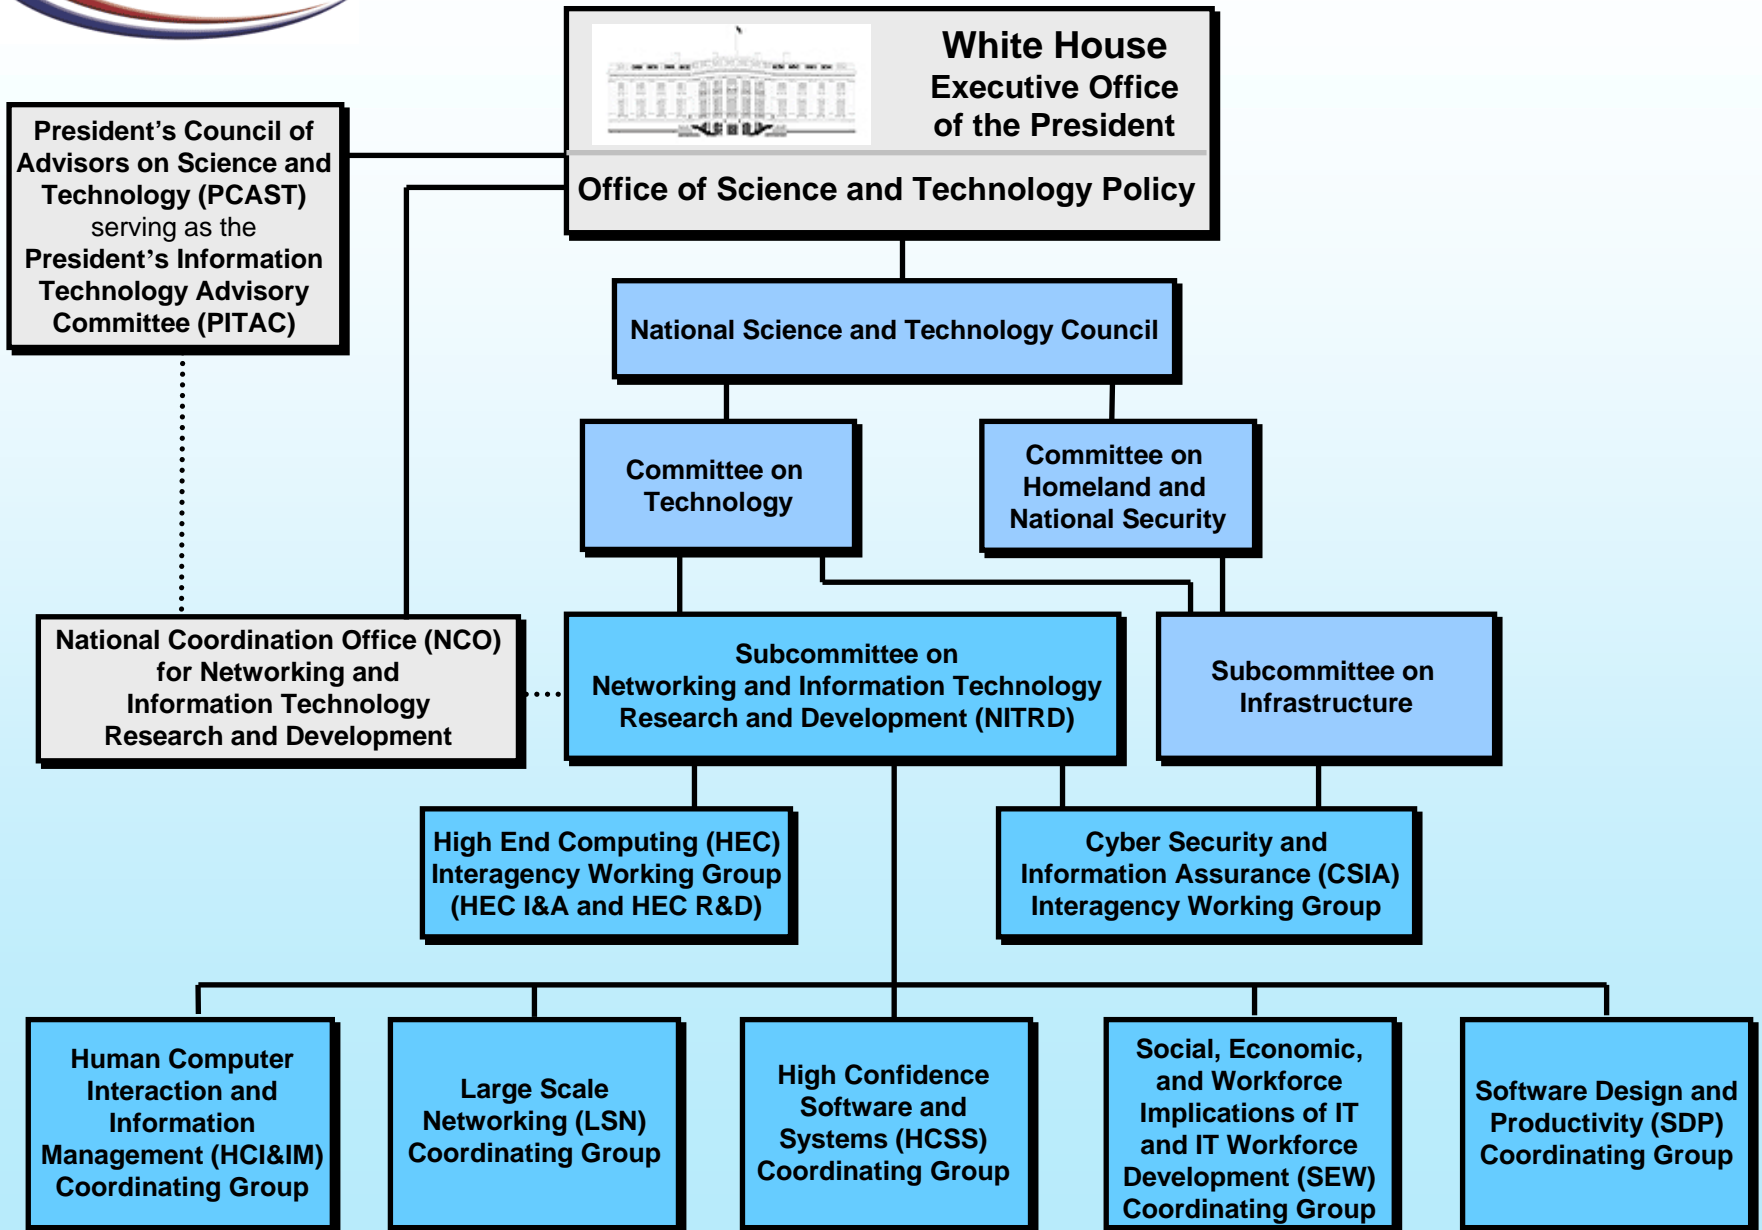 White House
Executive Office
of the President
Office of Science and Technology Policy
President’s Council of
Advisors on Science and
Technology (PCAST)
serving as the
President’s Information
Technology Advisory
Committee (PITAC)
National Science and Technology Council
Committee on
Technology
Committee on
Homeland and
National Security
National Coordination Office (NCO)
for Networking and
Information Technology
Research and Development
Subcommittee on
Networking and Information Technology
Research and Development (NITRD)
Subcommittee on
Infrastructure
High End Computing (HEC)
Interagency Working Group
(HEC I&A and HEC R&D)
Cyber Security and
Information Assurance (CSIA)
Interagency Working Group
Human Computer
Interaction and
Information
Management (HCI&IM)
Coordinating Group
Large Scale
Networking (LSN)
Coordinating Group
High Confidence
Software and
Systems (HCSS)
Coordinating Group
Social, Economic,
and Workforce
Implications of IT
and IT Workforce
Development (SEW)
Coordinating Group
Software Design and
Productivity (SDP)
Coordinating Group